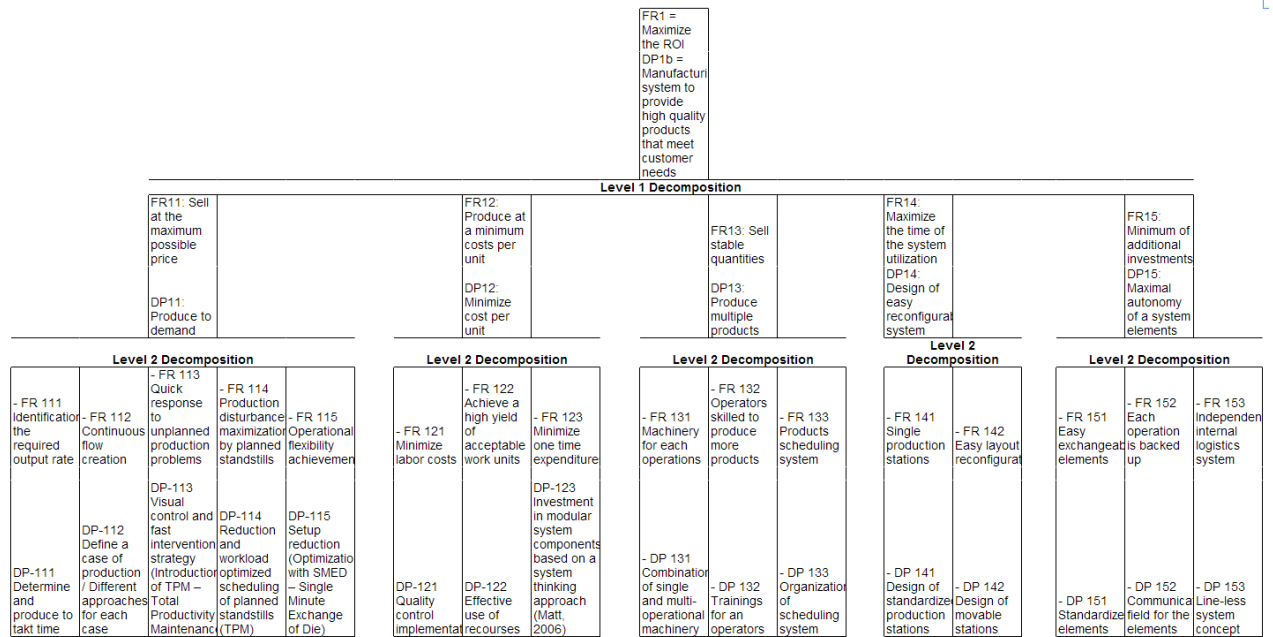 FR1 =
Maximize
the ROI
DP1b =
Manufacturi
system to
provide
high quality
products
that meet
customer
needs
Level 1 Decomposition
FR11: Sell
at the
maximum
possible
price
DP11:
Produce to
demand
FR12:
Produce at
a minimum
costs per
unit
DP12:
Minimize
cost per
unit
FR13: Sell
stable
quantities
DP13:
Produce
multiple
products
FR14:
Maximize
the time of
the system
utilization
DP14:
Design of
easy
reconfigurat
system
FR15:
Minimum of
additional
investments
DP15:
Maximal
autonomy
of a system
elements
Level 2 Decomposition
- FR 111
Identification
the
required
output rate
- FR 112
Continuous
flow
creation
- FR 113
Quick
response
to
unplanned
production
problems
- FR 114
Production
disturbance
maximization
by planned
standstills
- FR 115
Operational
flexibility
achievemen
DP-111
Determine
and
produce to
takt time
DP-112
Define a
case of
production
/ Different
approaches
for each
case
DP-113
Visual
control and
fast
intervention
strategy
(Introduction
of TPM –
Total
Productivity
Maintenanc
DP-114
Reduction
and
workload
optimized
scheduling
of planned
standstills
(TPM)
DP-115
Setup
reduction
(Optimizatio
with SMED
– Single
Minute
Exchange
of Die)
Level 2 Decomposition
- FR 121
Minimize
labor costs
- FR 122
Achieve a
high yield
of
acceptable
work units
- FR 123
Minimize
one time
expenditure
DP-121
Quality
control
implementat
DP-122
Effective
use of
recourses
DP-123
Investment
in modular
system
components
based on a
system
thinking
approach
(Matt,
2006)
Level 2 Decomposition
- FR 131
Machinery
for each
operations
- FR 132
Operators
skilled to
produce
more
products
- FR 133
Products
scheduling
system
- DP 131
Combination
of single
and multi-
operational
machinery
- DP 132
Trainings
for an
operators
- DP 133
Organization
of
scheduling
system
Level 2
Decomposition
- FR 141
Single
production
stations
- FR 142
Easy layout
reconfigurat
- DP 141
Design of
standardized
production
stations
- DP 142
Design of
movable
stations
Level 2 Decomposition
- FR 151
Easy
exchangeab
elements
- FR 152
Each
operation
is backed
up
- FR 153
Independen
internal
logistics
system
- DP 151
Standardize
elements
- DP 152
Communica
field for the
elements
- DP 153
Line-less
system
concept